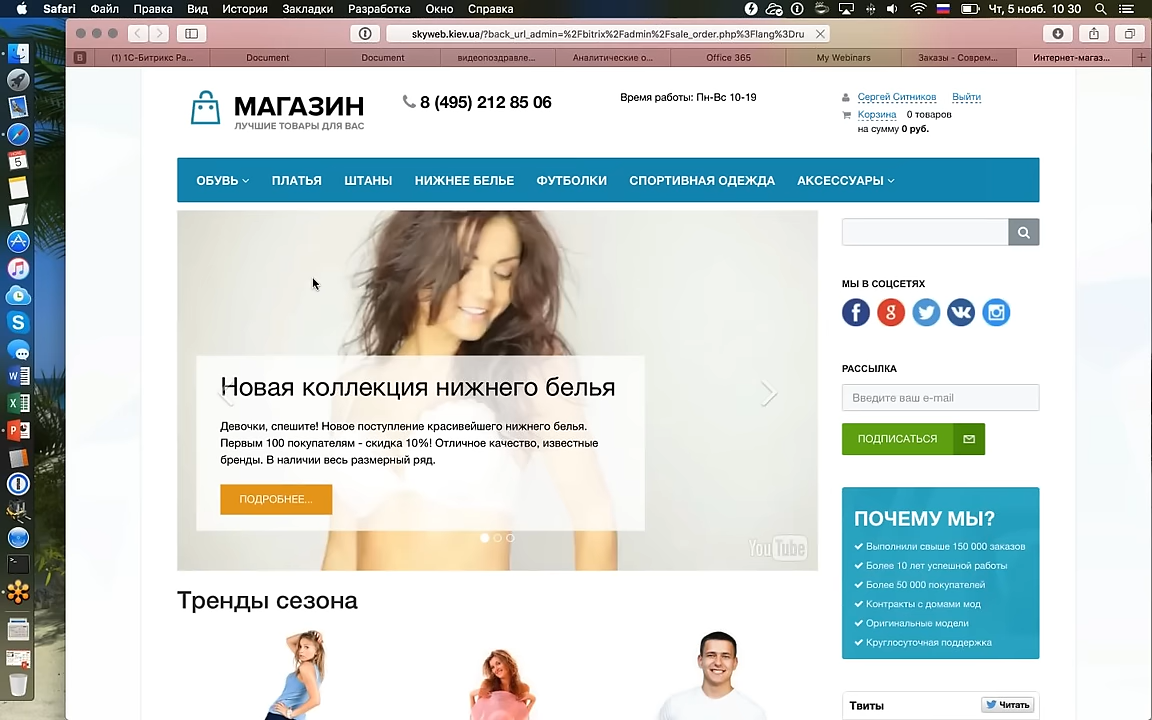 Safari Файл Правка Вид История Закладки Разработка Окно Справка Чт, 5 нояб. 10 30
skyweb.kiev.ua/?back_url_admin=%2Fbitrix%2Fadmin%2Fsale_order.php%3Flang%3Dru
B (1) 1С-Битрикс Ра... Document Document видеопоздравле... Аналитические о... Office 365 My Webinars Заказы - Соврем... Интернет-магаз...
МАГАЗИН
ЛУЧШИЕ ТОВАРЫ ДЛЯ ВАС
8 (495) 212 85 06
Время работы: Пн-Вс 10-19
Сергей Ситников Выйти
Корзина 0 товаров
на сумму 0 руб.
ОБУВЬ ПЛАТЬЯ ШТАНЫ НИЖНЕЕ БЕЛЬЕ ФУТБОЛКИ СПОРТИВНАЯ ОДЕЖДА АКСЕССУАРЫ
Новая коллекция нижнего белья
Девочки, спешите! Новое поступление красивейшего нижнего белья.
Первым 100 покупателям - скидка 10%! Отличное качество, известные
бренды. В наличии весь размерный ряд.
ПОДРОБНЕЕ...
YouTube
Тренды сезона
МЫ В СОЦСЕТЯХ
РАССЫЛКА
Введите ваш e-mail
ПОДПИСАТЬСЯ
ПОЧЕМУ МЫ?
Выполнили свыше 150 000 заказов
Более 10 лет успешной работы
Более 50 000 покупателей
Контракты с домами мод
Оригинальные модели
Круглосуточная поддержка
Твиты Читать